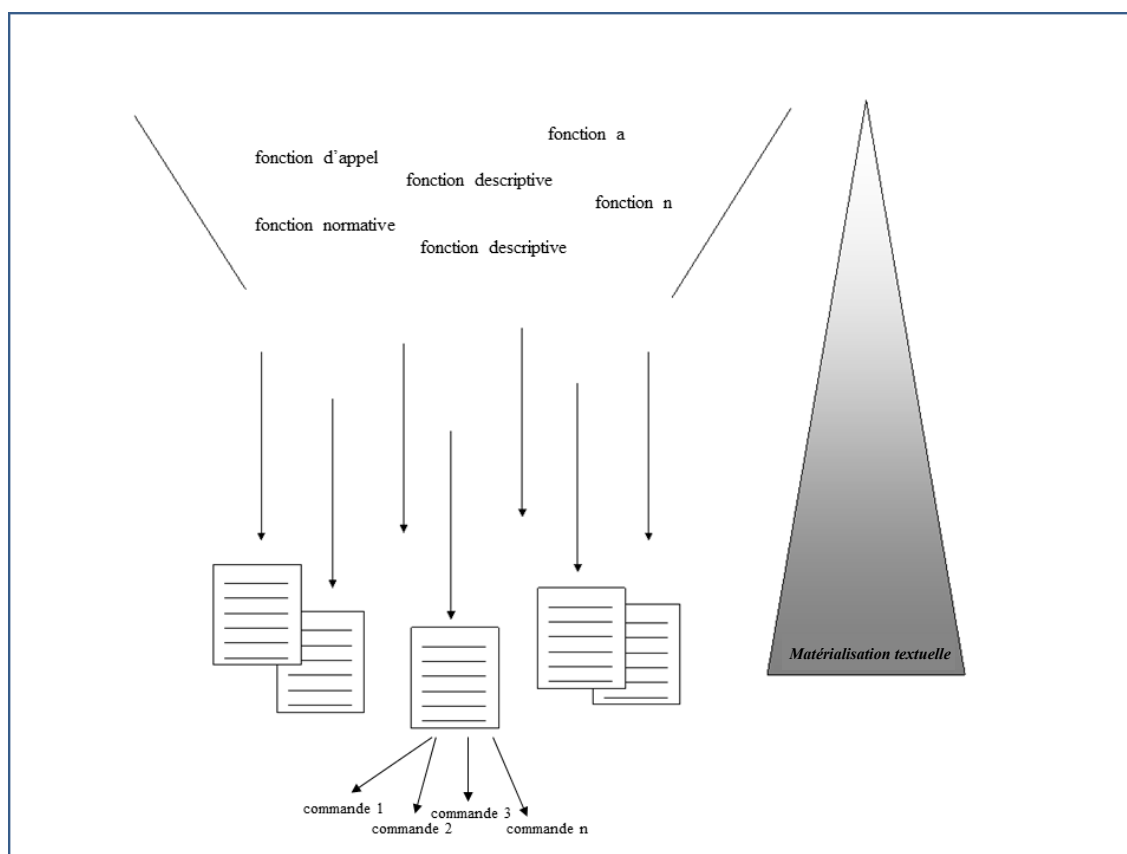 fonction a
fonction d'appel
fonction descriptive
fonction n
fonction normative
fonction descriptive
Matérialisation textuelle
commande 1
commande 3
commande 2
commande n